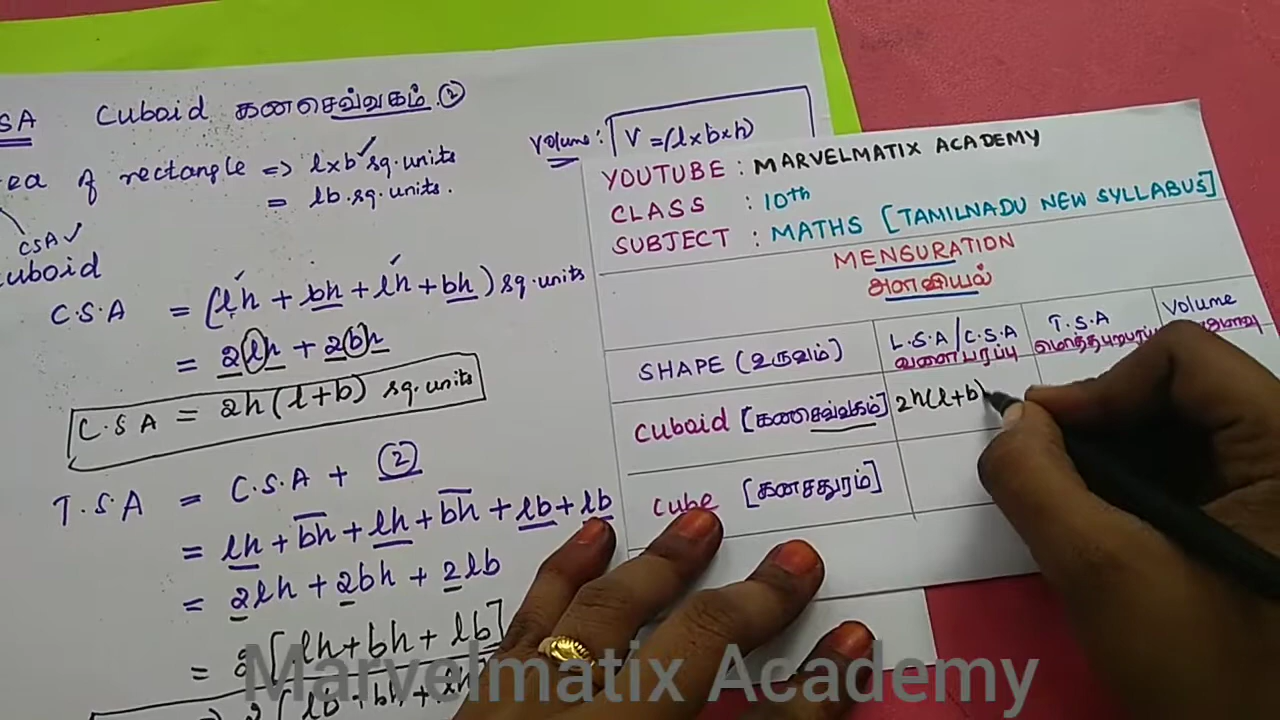 SA Cuboid கனசெவ்வகம். 2
ea of rectangle => l×b sq.units
= lb.sq.units.
CSA ✓
uboid
C.S.A = (lh + bh + lh + bh) sq.units
= 2lh + 2bh
C.S A = 2h(l+b) sq.units
T.S.A = C.S.A + 2
= lh + bh + lh + bh + lb + lb
= 2lh + 2bh + 2lb
= 2[lh+bh+lb]
Volume: V = (l×b×h)
YOUTUBE : MARVELMATIX ACADEMY
CLASS : 10th
SUBJECT : MATHS [TAMILNADU NEW SYLLABUS]
MENSURATION
அளவியல்
SHAPE (உருவம்) L.S.A / C.S.A T.S.A Volume
வளைபரப்பு
Cuboid [கனசெவ்வகம்] 2h(l+b)
Cube [கனசதுரம்]
Marvelmatix Academy